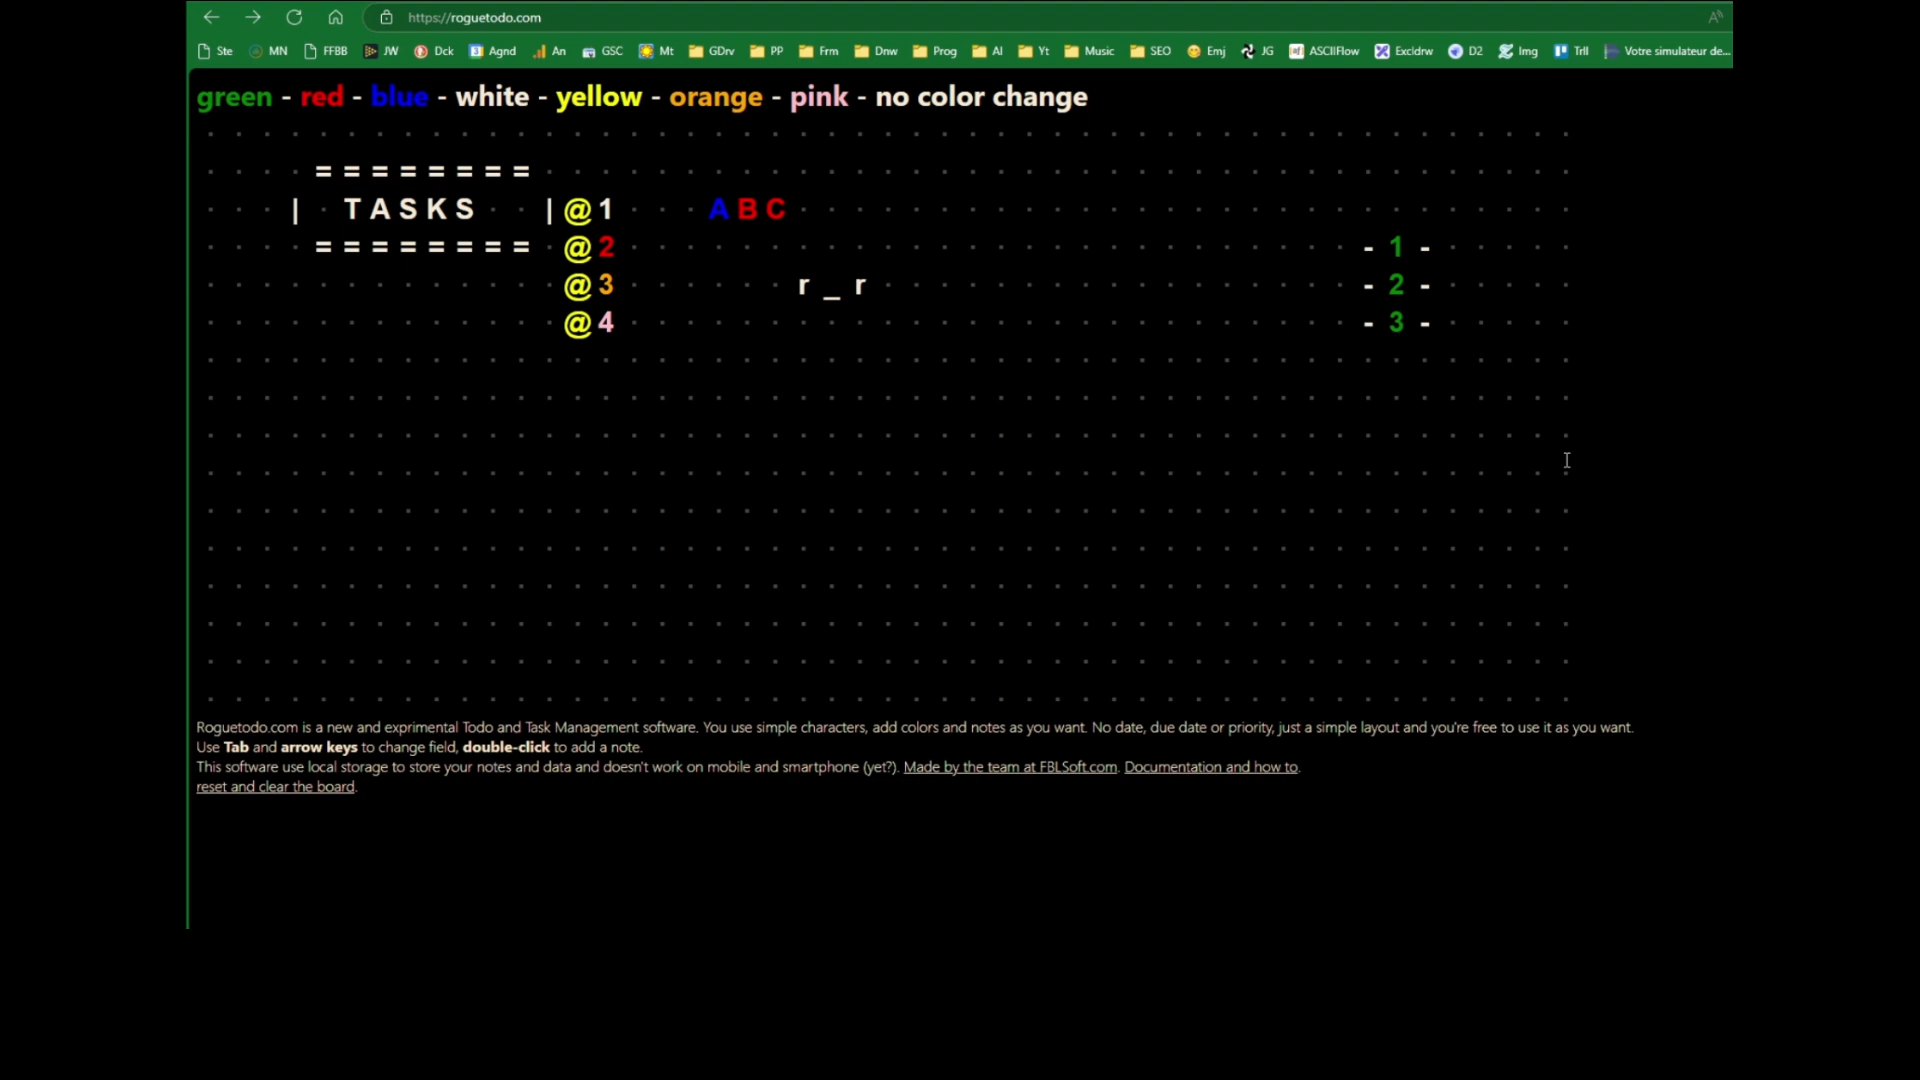 https://roguetodo.com
Ste MN FFBB JW Dck Agnd An GSC Mt GDrv PP Frm Dnw Prog AI Yt Music SEO Emj JG ASCIIFlow Excldrw D2 Img Trll Votre simulateur de...
green - red - blue - white - yellow - orange - pink - no color change
= = = = = = = =
| T A S K S | @ 1 A B C
= = = = = = = = @ 2 - 1 -
@ 3 r _ r - 2 -
@ 4 - 3 -
Roguetodo.com is a new and exprimental Todo and Task Management software. You use simple characters, add colors and notes as you want. No date, due date or priority, just a simple layout and you're free to use it as you want.
Use Tab and arrow keys to change field, double-click to add a note.
This software use local storage to store your notes and data and doesn't work on mobile and smartphone (yet?). Made by the team at FBLSoft.com. Documentation and how to.
reset and clear the board.